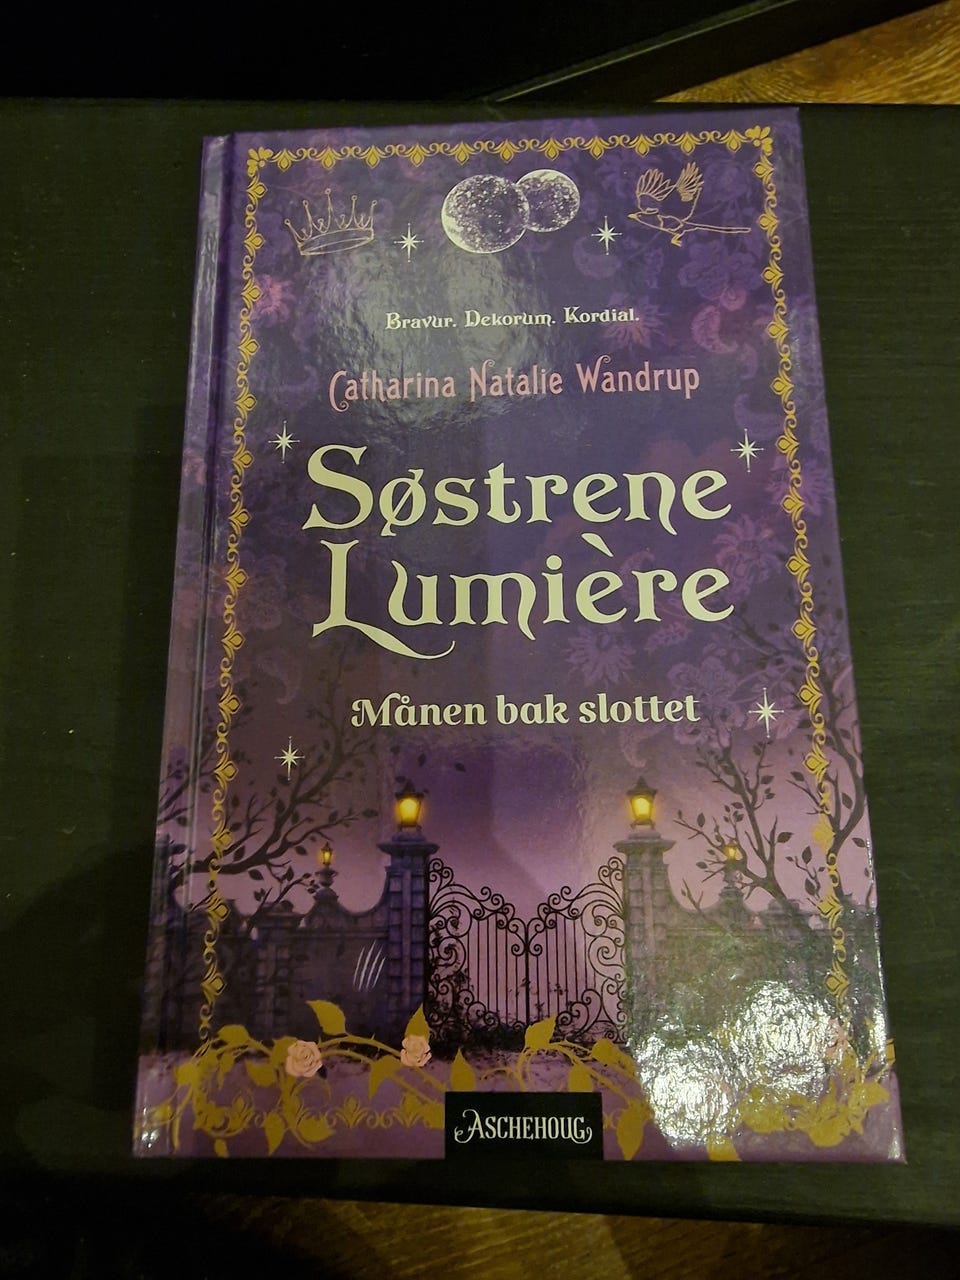 Bravur. Dekorum. Kordial.
Catharina Natalie Wandrup
Søstrene
Lumière
Månen bak slottet
ASCHEHOUG